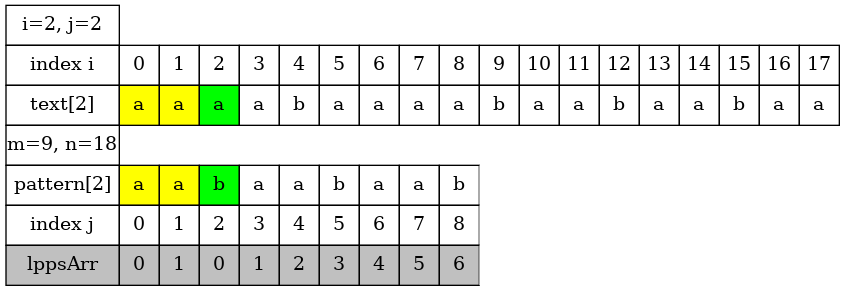 i=2, j=2
index i 0 1 2 3 4 5 6 7 8 9 10 11 12 13 14 15 16 17
text[2] a a a a b a a a a b a a b a a b a a
m=9, n=18
pattern[2] a a b a a b a a b
index j 0 1 2 3 4 5 6 7 8
lppsArr 0 1 0 1 2 3 4 5 6